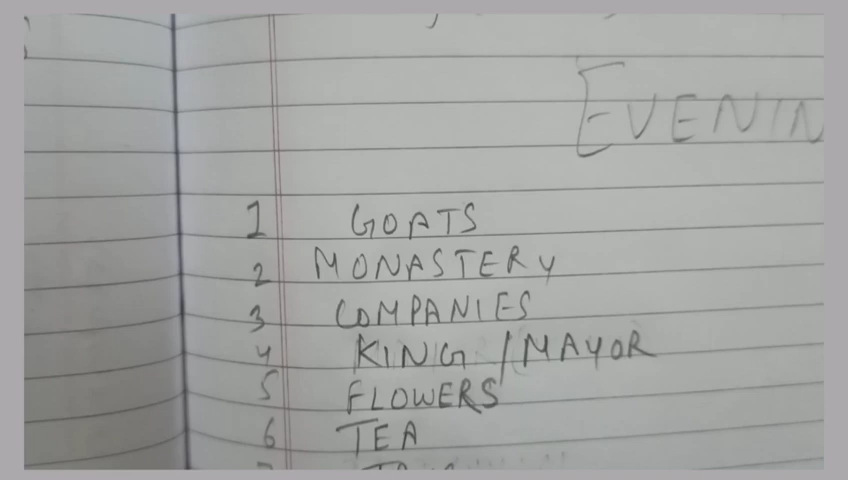 EVENIN
1 GOATS
2 MONASTERY
3 COMPANIES
4 KING / MAYOR
5 FLOWERS
6 TEA